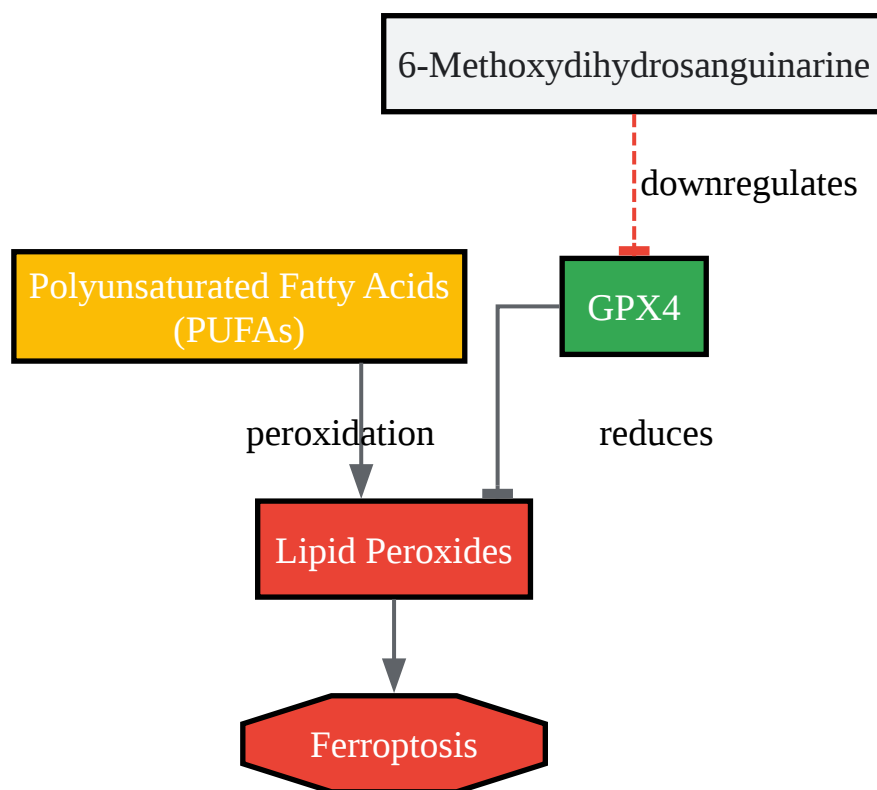 6-Methoxydihydrosanguinarine
downregulates
Polyunsaturated Fatty Acids
(PUFAs)
GPX4
peroxidation
reduces
Lipid Peroxides
Ferroptosis